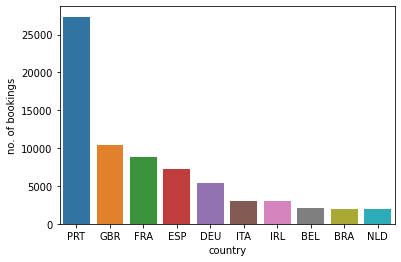 25000
20000
15000
10000
5000
0
no. of bookings
PRT GBR FRA ESP DEU ITA IRL BEL BRA NLD
country